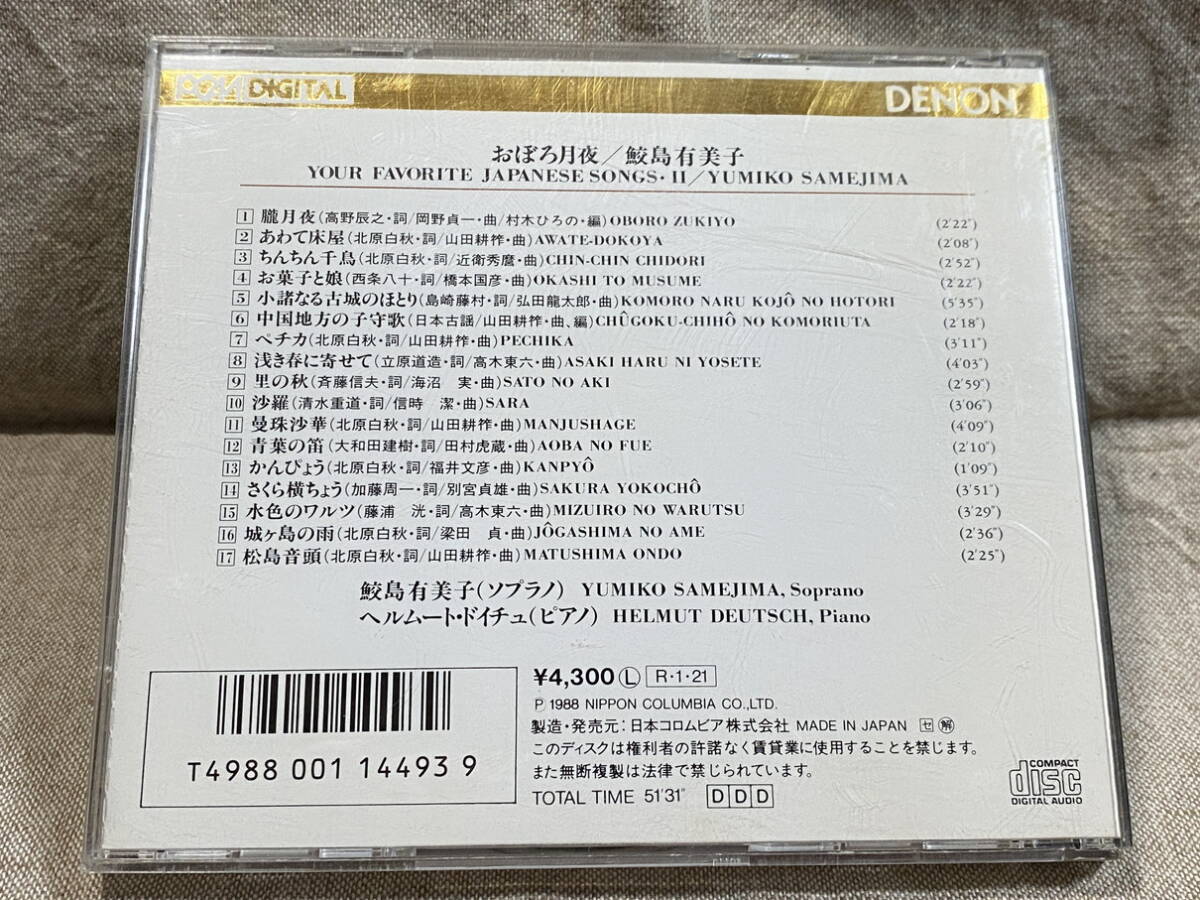 PCM DIGITAL
DENON
おぼろ月夜／鮫島有美子
YOUR FAVORITE JAPANESE SONGS・II／YUMIKO SAMEJIMA
1 朧月夜(高野辰之・詞/岡野貞一・曲/村木ひろの・編)OBORO ZUKIYO (2'22")
2 あわて床屋(北原白秋・詞/山田耕筰・曲)AWATE-DOKOYA (2'08")
3 ちんちん千鳥(北原白秋・詞/近衛秀麿・曲)CHIN-CHIN CHIDORI (2'52")
4 お菓子と娘(西条八十・詞/橋本国彦・曲)OKASHI TO MUSUME (2'22")
5 小諸なる古城のほとり(島崎藤村・詞/弘田龍太郎・曲)KOMORO NARU KOJÔ NO HOTORI (5'35")
6 中国地方の子守歌(日本古謡/山田耕筰・曲、編)CHÛGOKU-CHIHÔ NO KOMORIUTA (2'18")
7 ペチカ(北原白秋・詞/山田耕筰・曲)PECHIKA (3'11")
8 浅き春に寄せて(立原道造・詞/高木東六・曲)ASAKI HARU NI YOSETE (4'03")
9 里の秋(斉藤信夫・詞/海沼　実・曲)SATO NO AKI (2'59")
10 沙羅(清水重道・詞/信時　潔・曲)SARA (3'06")
11 曼珠沙華(北原白秋・詞/山田耕筰・曲)MANJUSHAGE (4'09")
12 青葉の笛(大和田建樹・詞/田村虎蔵・曲)AOBA NO FUE (2'10")
13 かんぴょう(北原白秋・詞/福井文彦・曲)KANPYÔ (1'09")
14 さくら横ちょう(加藤周一・詞/別宮貞雄・曲)SAKURA YOKOCHÔ (3'51")
15 水色のワルツ(藤浦　洸・詞/高木東六・曲)MIZUIRO NO WARUTSU (3'29")
16 城ヶ島の雨(北原白秋・詞/梁田　貞・曲)JÔGASHIMA NO AME (2'36")
17 松島音頭(北原白秋・詞/山田耕筰・曲)MATUSHIMA ONDO (2'25")
鮫島有美子(ソプラノ) YUMIKO SAMEJIMA, Soprano
ヘルムート・ドイチュ(ピアノ) HELMUT DEUTSCH, Piano
¥4,300 Ⓛ R・1・21
Ⓟ1988 NIPPON COLUMBIA CO.,LTD.
製造・発売元：日本コロムビア株式会社 MADE IN JAPAN セ 解
このディスクは権利者の許諾なく賃貸業に使用することを禁じます。
また無断複製は法律で禁じられています。
TOTAL TIME 51'31" D D D
T4988 001 11449 3 9
COMPACT
disc
DIGITAL AUDIO